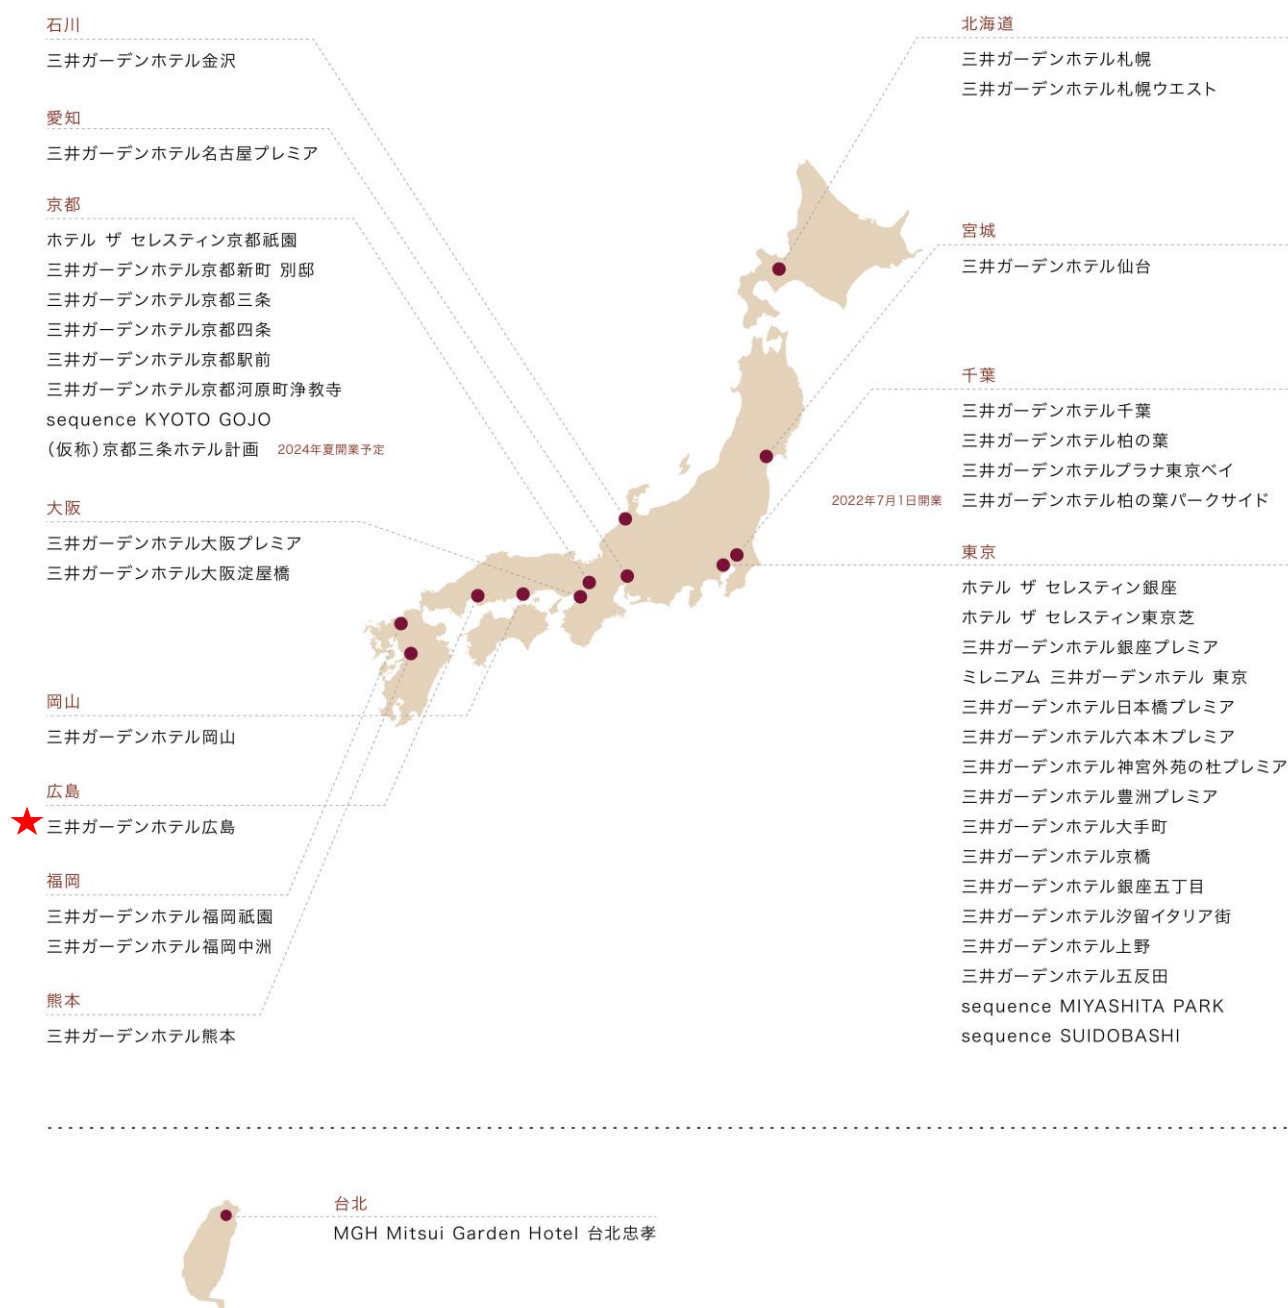 石川
三井ガーデンホテル金沢
愛知
三井ガーデンホテル名古屋プレミア
京都
ホテル ザ セレスティン京都祇園
三井ガーデンホテル京都新町 別邸
三井ガーデンホテル京都三条
三井ガーデンホテル京都四条
三井ガーデンホテル京都駅前
三井ガーデンホテル京都河原町浄教寺
sequence KYOTO GOJO
(仮称)京都三条ホテル計画 2024年夏開業予定
大阪
三井ガーデンホテル大阪プレミア
三井ガーデンホテル大阪淀屋橋
岡山
三井ガーデンホテル岡山
広島
三井ガーデンホテル広島
福岡
三井ガーデンホテル福岡祇園
三井ガーデンホテル福岡中洲
熊本
三井ガーデンホテル熊本
北海道
三井ガーデンホテル札幌
三井ガーデンホテル札幌ウエスト
宮城
三井ガーデンホテル仙台
千葉
三井ガーデンホテル千葉
三井ガーデンホテル柏の葉
三井ガーデンホテルプラナ東京ベイ
2022年7月1日開業 三井ガーデンホテル柏の葉パークサイド
東京
ホテル ザ セレスティン銀座
ホテル ザ セレスティン東京芝
三井ガーデンホテル銀座プレミア
ミレニアム 三井ガーデンホテル 東京
三井ガーデンホテル日本橋プレミア
三井ガーデンホテル六本木プレミア
三井ガーデンホテル神宮外苑の杜プレミア
三井ガーデンホテル豊洲プレミア
三井ガーデンホテル大手町
三井ガーデンホテル京橋
三井ガーデンホテル銀座五丁目
三井ガーデンホテル汐留イタリア街
三井ガーデンホテル上野
三井ガーデンホテル五反田
sequence MIYASHITA PARK
sequence SUIDOBASHI
台北
MGH Mitsui Garden Hotel 台北忠孝